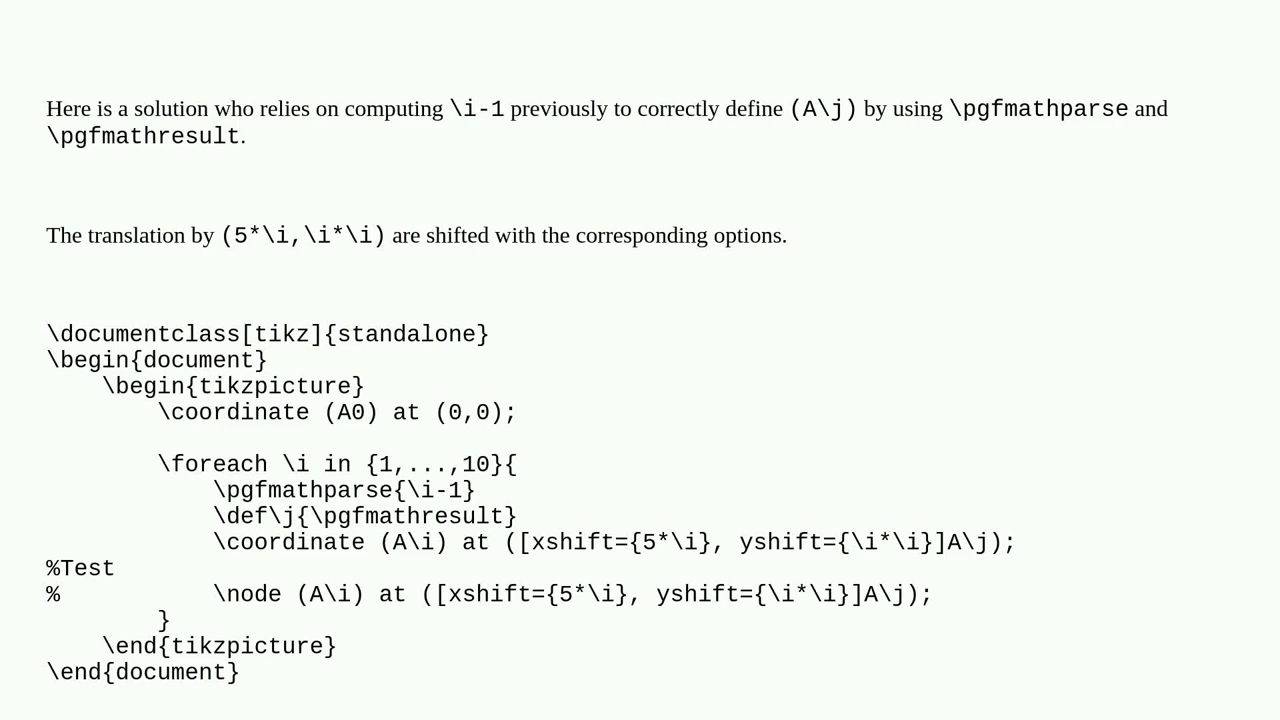 Here is a solution who relies on computing \i-1 previously to correctly define (A\j) by using \pgfmathparse and
\pgfmathresult.
The translation by (5*\i,\i*\i) are shifted with the corresponding options.
\documentclass[tikz]{standalone}
\begin{document}
    \begin{tikzpicture}
        \coordinate (A0) at (0,0);
        \foreach \i in {1,...,10}{
            \pgfmathparse{\i-1}
            \def\j{\pgfmathresult}
            \coordinate (A\i) at ([xshift={5*\i}, yshift={\i*\i}]A\j);
%Test
%           \node (A\i) at ([xshift={5*\i}, yshift={\i*\i}]A\j);
        }
    \end{tikzpicture}
\end{document}